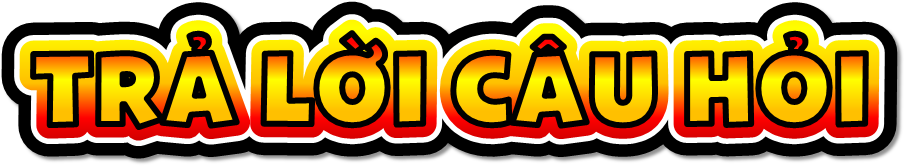 TRẢ LỜI CÂU HỎI